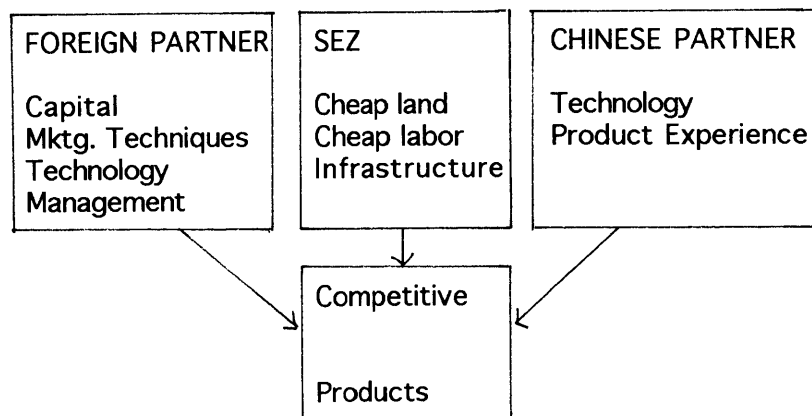 FOREIGN PARTNER
Capital
Mktg. Techniques
Technology
Management
SEZ
Cheap land
Cheap labor
Infrastructure
CHINESE PARTNER
Technology
Product Experience
Competitive
Products